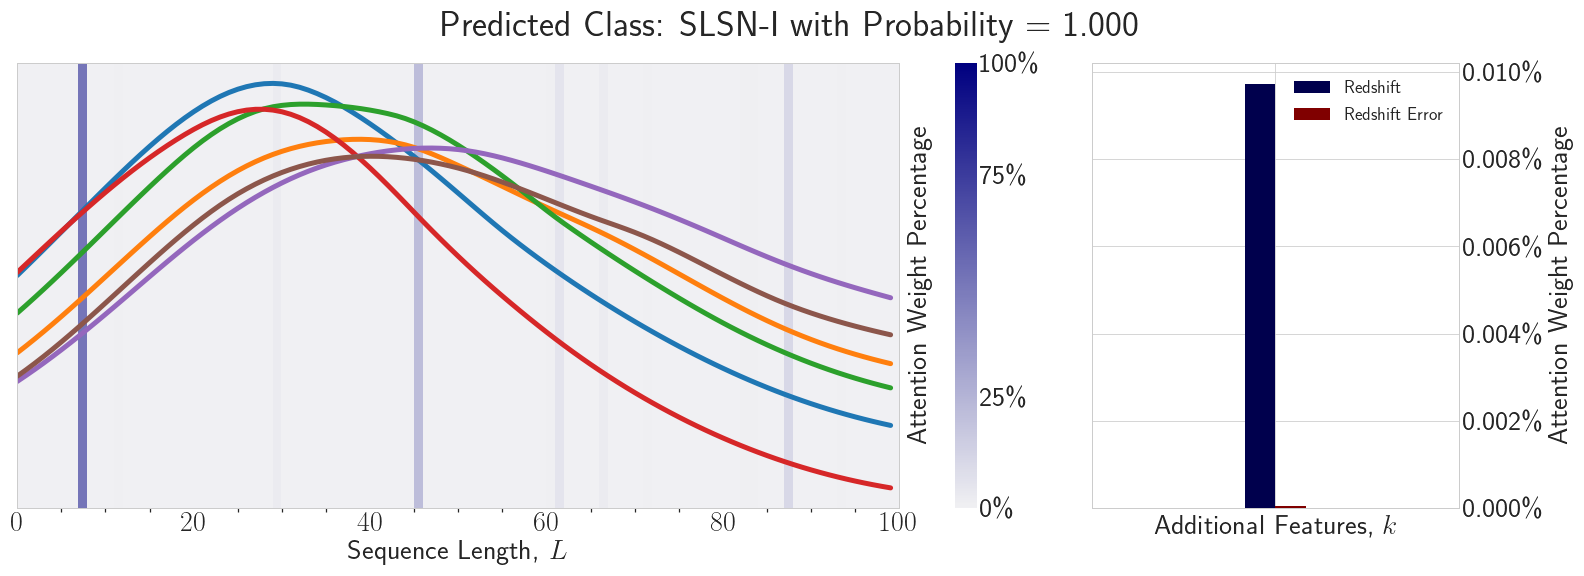 Predicted Class: SLSN-I with Probability = 1.000
0
20
40
60
80
100
Sequence Length, L
Attention Weight Percentage
100%
75%
25%
0%
Redshift
Redshift Error
0.010%
0.008%
0.006%
0.004%
0.002%
0.000%
Attention Weight Percentage
Additional Features, k